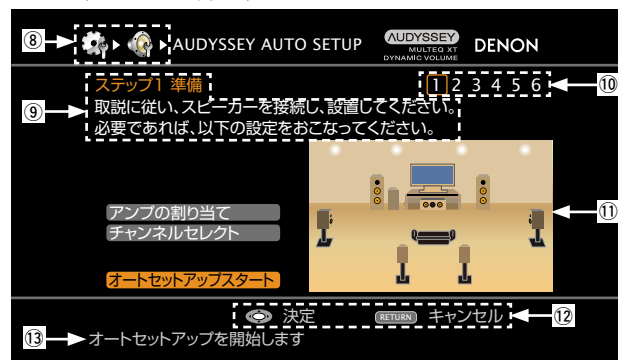 ⑧ AUDYSSEY AUTO SETUP AUDYSSEY MULTEQ XT DYNAMIC VOLUME DENON
ステップ1 準備 1 2 3 4 5 6 ⑩
⑨ 取説に従い、スピーカーを接続し、設置してください。
必要であれば、以下の設定をおこなってください。
アンプの割り当て ⑪
チャンネルセレクト
オートセットアップスタート
決定 RETURN キャンセル ⑫
⑬ オートセットアップを開始します